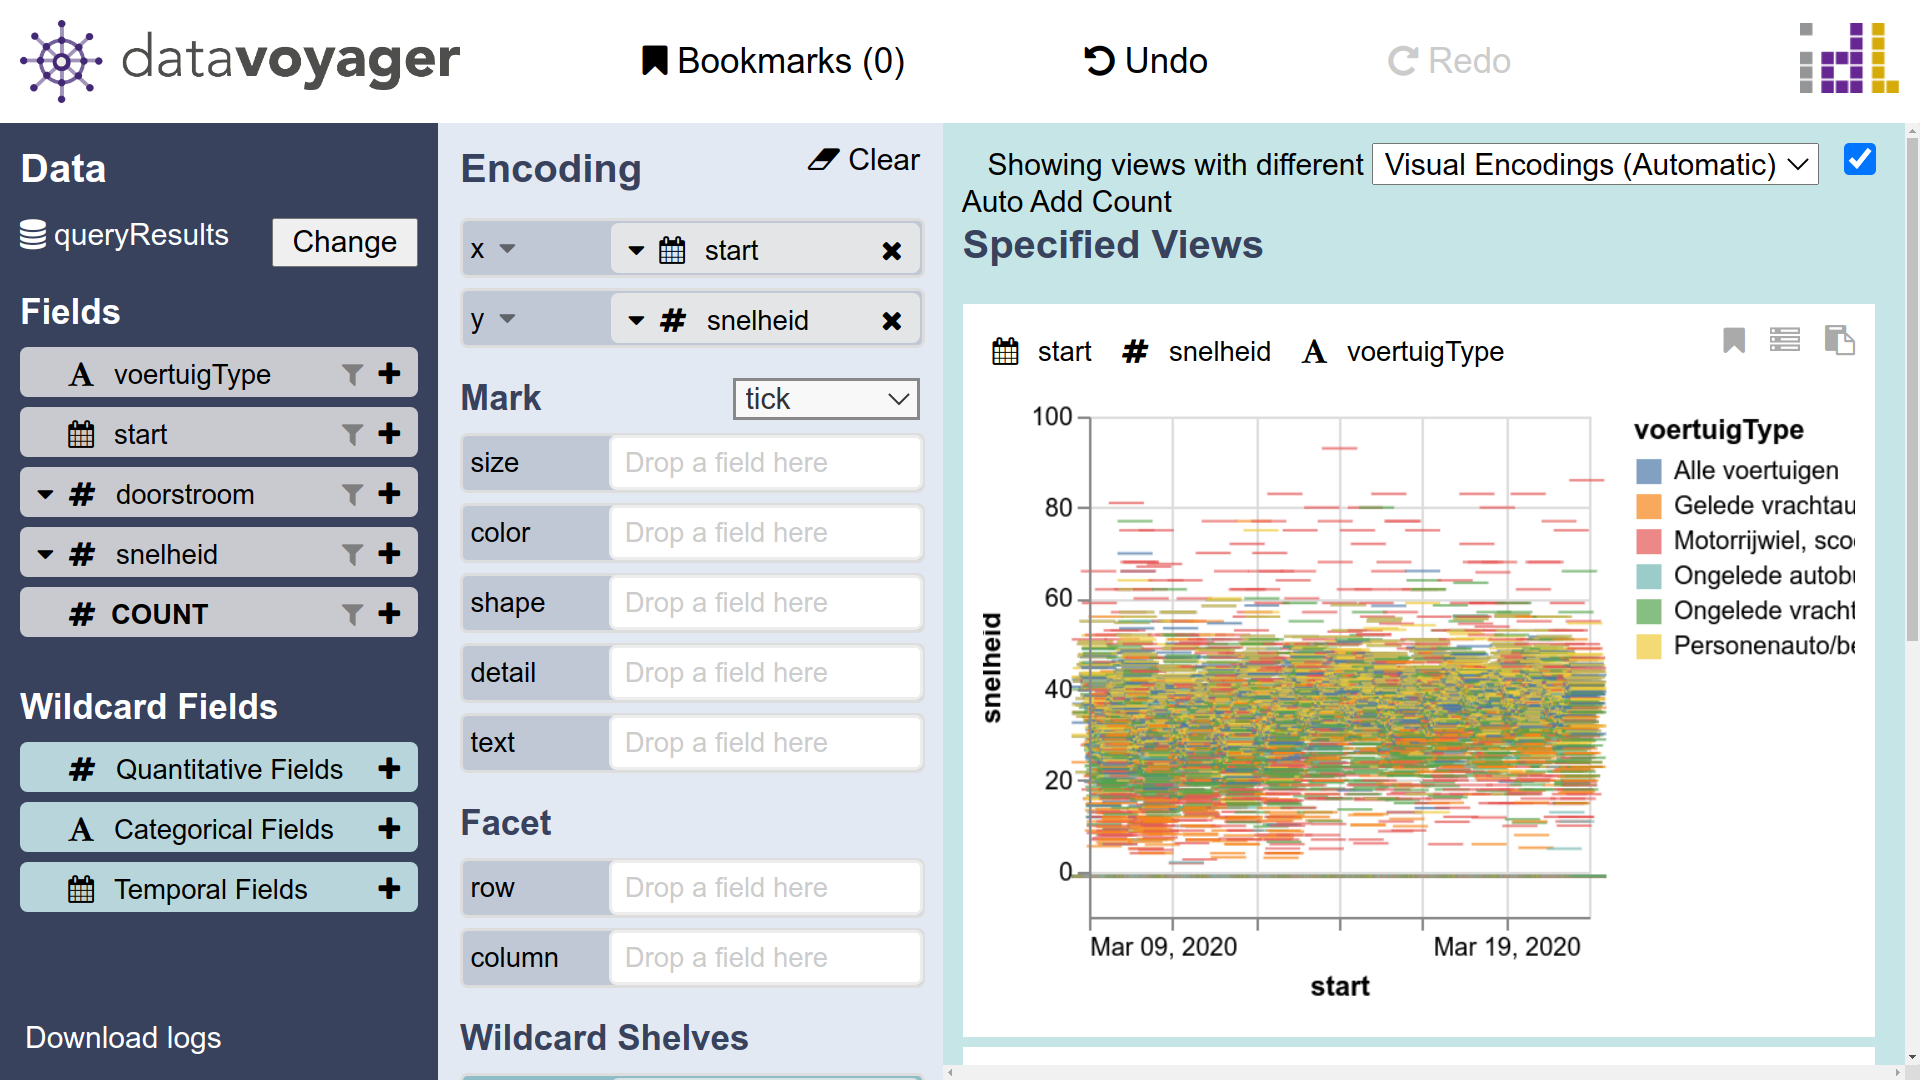 datavoyager
Bookmarks (0)
Undo
Redo
Data
queryResults
Change
Fields
voertuigType
start
doorstroom
snelheid
COUNT
Wildcard Fields
Quantitative Fields
Categorical Fields
Temporal Fields
Download logs
Encoding
Clear
x start
y snelheid
Mark tick
size Drop a field here
color Drop a field here
shape Drop a field here
detail Drop a field here
text Drop a field here
Facet
row Drop a field here
column Drop a field here
Wildcard Shelves
Showing views with different Visual Encodings (Automatic)
Auto Add Count
Specified Views
start snelheid voertuigType
100
80
60
40
20
0
snelheid
Mar 09, 2020
Mar 19, 2020
start
voertuigType
Alle voertuigen
Gelede vrachtau
Motorrijwiel, sco
Ongelede autobu
Ongelede vracht
Personenauto/be